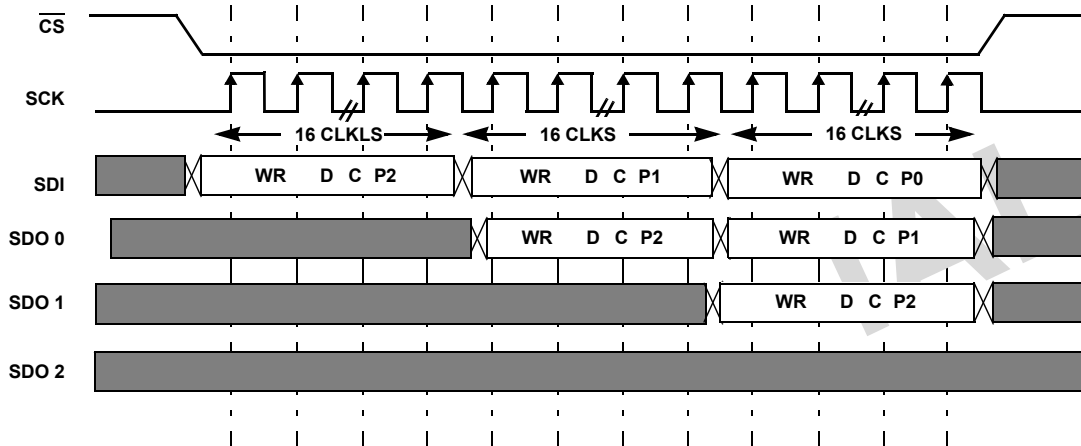 CS
SCK
16 CLKLS 16 CLKS 16 CLKS
SDI WR D C P2 WR D C P1 WR D C P0
SDO 0 WR D C P2 WR D C P1
SDO 1 WR D C P2
SDO 2